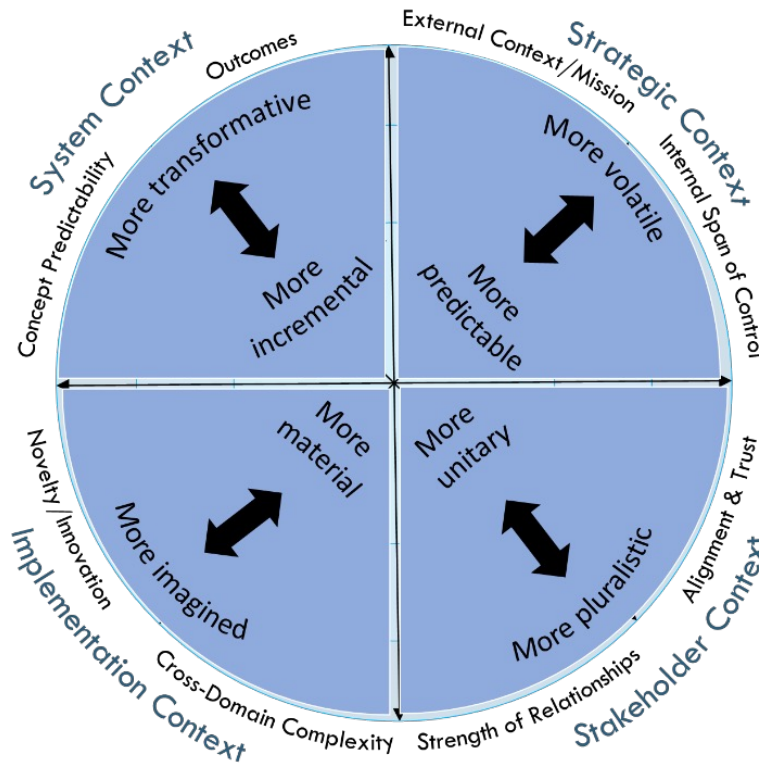 System Context
Outcomes
Concept Predictability
More transformative
More
incremental
External Context/Mission
Strategic Context
Internal Span of Control
More volatile
More
predictable
More
material
More imagined
Novelty/Innovation
Implementation Context
Cross-Domain Complexity
More
unitary
More pluralistic
Alignment & Trust
Stakeholder Context
Strength of Relationships